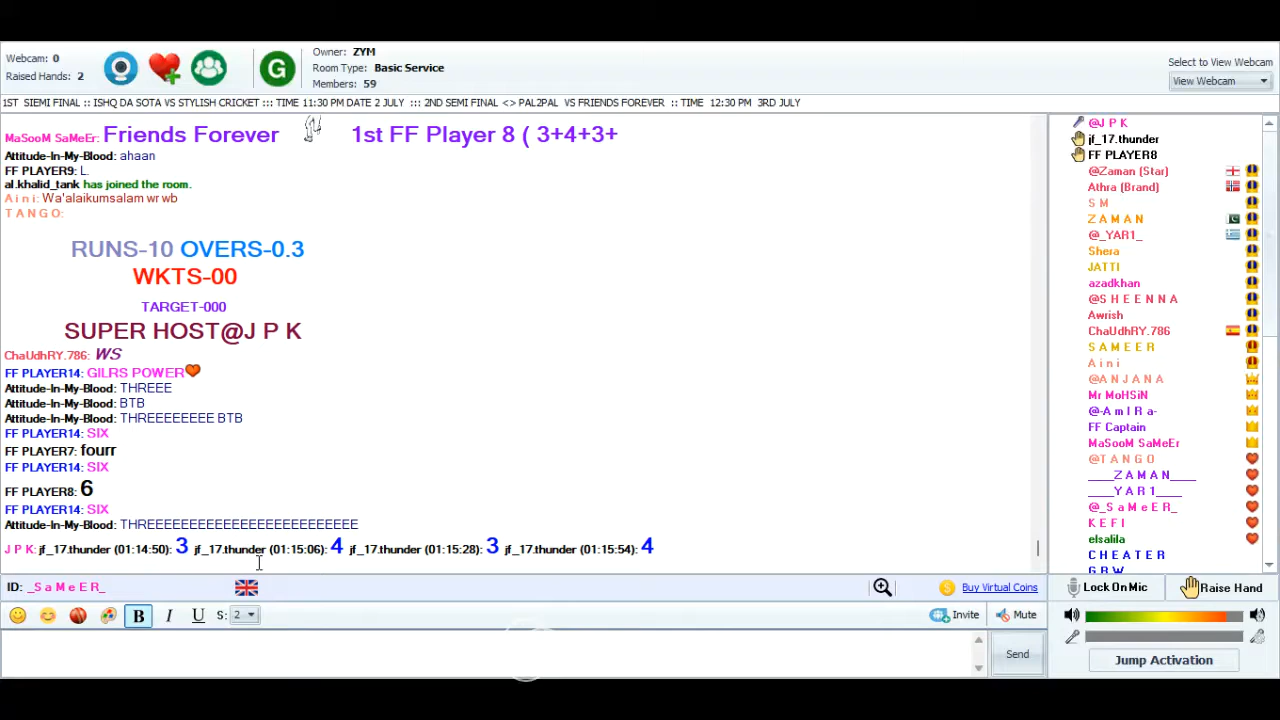 Webcam: 0
Raised Hands: 2
G
Owner: ZYM
Room Type: Basic Service
Members: 59
Select to View Webcam
View Webcam
1ST SIEMI FINAL :: ISHQ DA SOTA VS STYLISH CRICKET ::: TIME 11:30 PM DATE 2 JULY ::: 2ND SEMI FINAL <> PAL2PAL VS FRIENDS FOREVER :: TIME 12:30 PM 3RD JULY
MaSooM SaMeEr: Friends Forever 1st FF Player 8 ( 3+4+3+
Attitude-In-My-Blood: ahaan
FF PLAYER9: L.
al.khalid_tank has joined the room.
A i n i: Wa'alaikumsalam wr wb
T A N G O:
RUNS-10 OVERS-0.3
WKTS-00
TARGET-000
SUPER HOST@J P K
ChaUdhRY.786: WS
FF PLAYER14: GILRS POWER
Attitude-In-My-Blood: THREEE
Attitude-In-My-Blood: BTB
Attitude-In-My-Blood: THREEEEEEEEE BTB
FF PLAYER14: SIX
FF PLAYER7: fourr
FF PLAYER14: SIX
FF PLAYER8: 6
FF PLAYER14: SIX
Attitude-In-My-Blood: THREEEEEEEEEEEEEEEEEEEEEEEEE
J P K: jf_17.thunder (01:14:50): 3 jf_17.thunder (01:15:06): 4 jf_17.thunder (01:15:28): 3 jf_17.thunder (01:15:54): 4
@J P K
jf_17.thunder
FF PLAYER8
@Zaman (Star)
Athra (Brand)
S M
Z A M A N
@_YAR1_
Shera
JATTI
azadkhan
@S H E E N N A
Awrish
ChaUdhRY.786
S A M E E R
A i n i
@A N J A N A
Mr MoHSiN
@-A m I R a-
FF Captain
MaSooM SaMeEr
@T A N G O
____Z A M A N____
____Y A R 1____
@_S a M e E R_
K E F I
elsalila
C H E A T E R
G R W
ID: _S a M e E R_
Buy Virtual Coins
Lock On Mic
Raise Hand
B I U S: 2
Invite
Mute
Send
Jump Activation